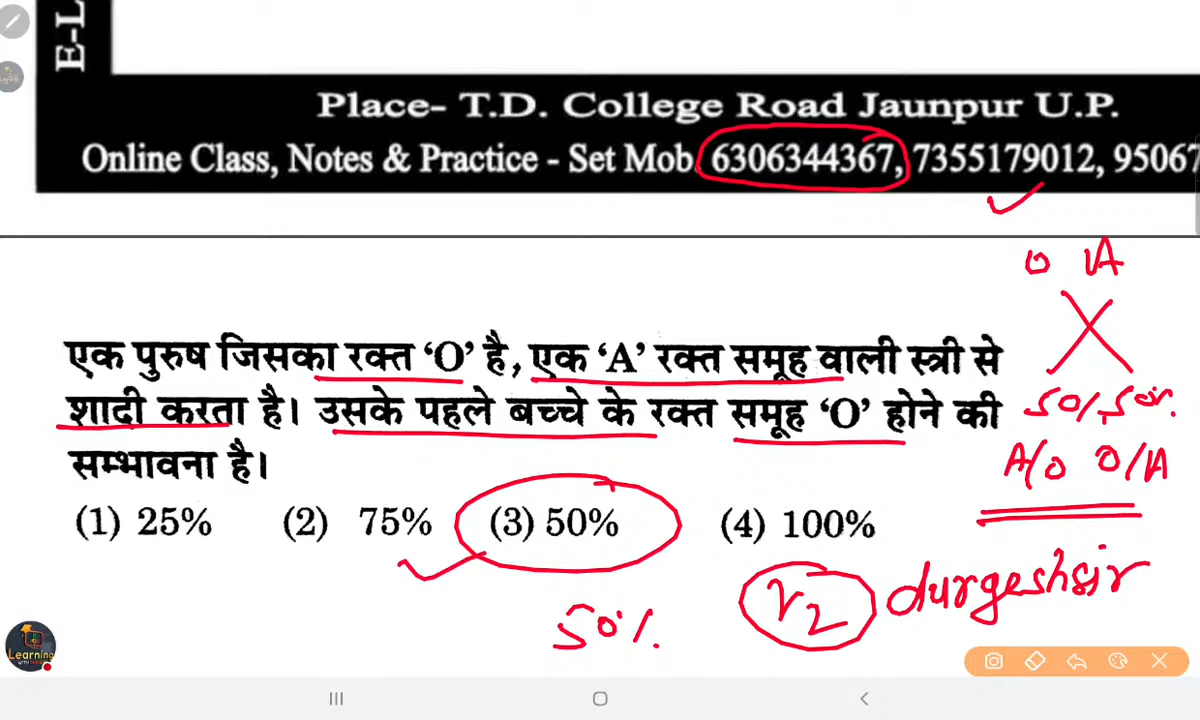 E-L
Place- T.D. College Road Jaunpur U.P.
Online Class, Notes & Practice - Set Mob 6306344367, 7355179012, 95067
O A
एक पुरुष जिसका रक्त ‘O’ है, एक ‘A’ रक्त समूह वाली स्त्री से
शादी करता है। उसके पहले बच्चे के रक्त समूह ‘O’ होने की
सम्भावना है।
50% 50%
A/O O/A
(1) 25% (2) 75% (3) 50% (4) 100%
durgeshsir
50%
Learning